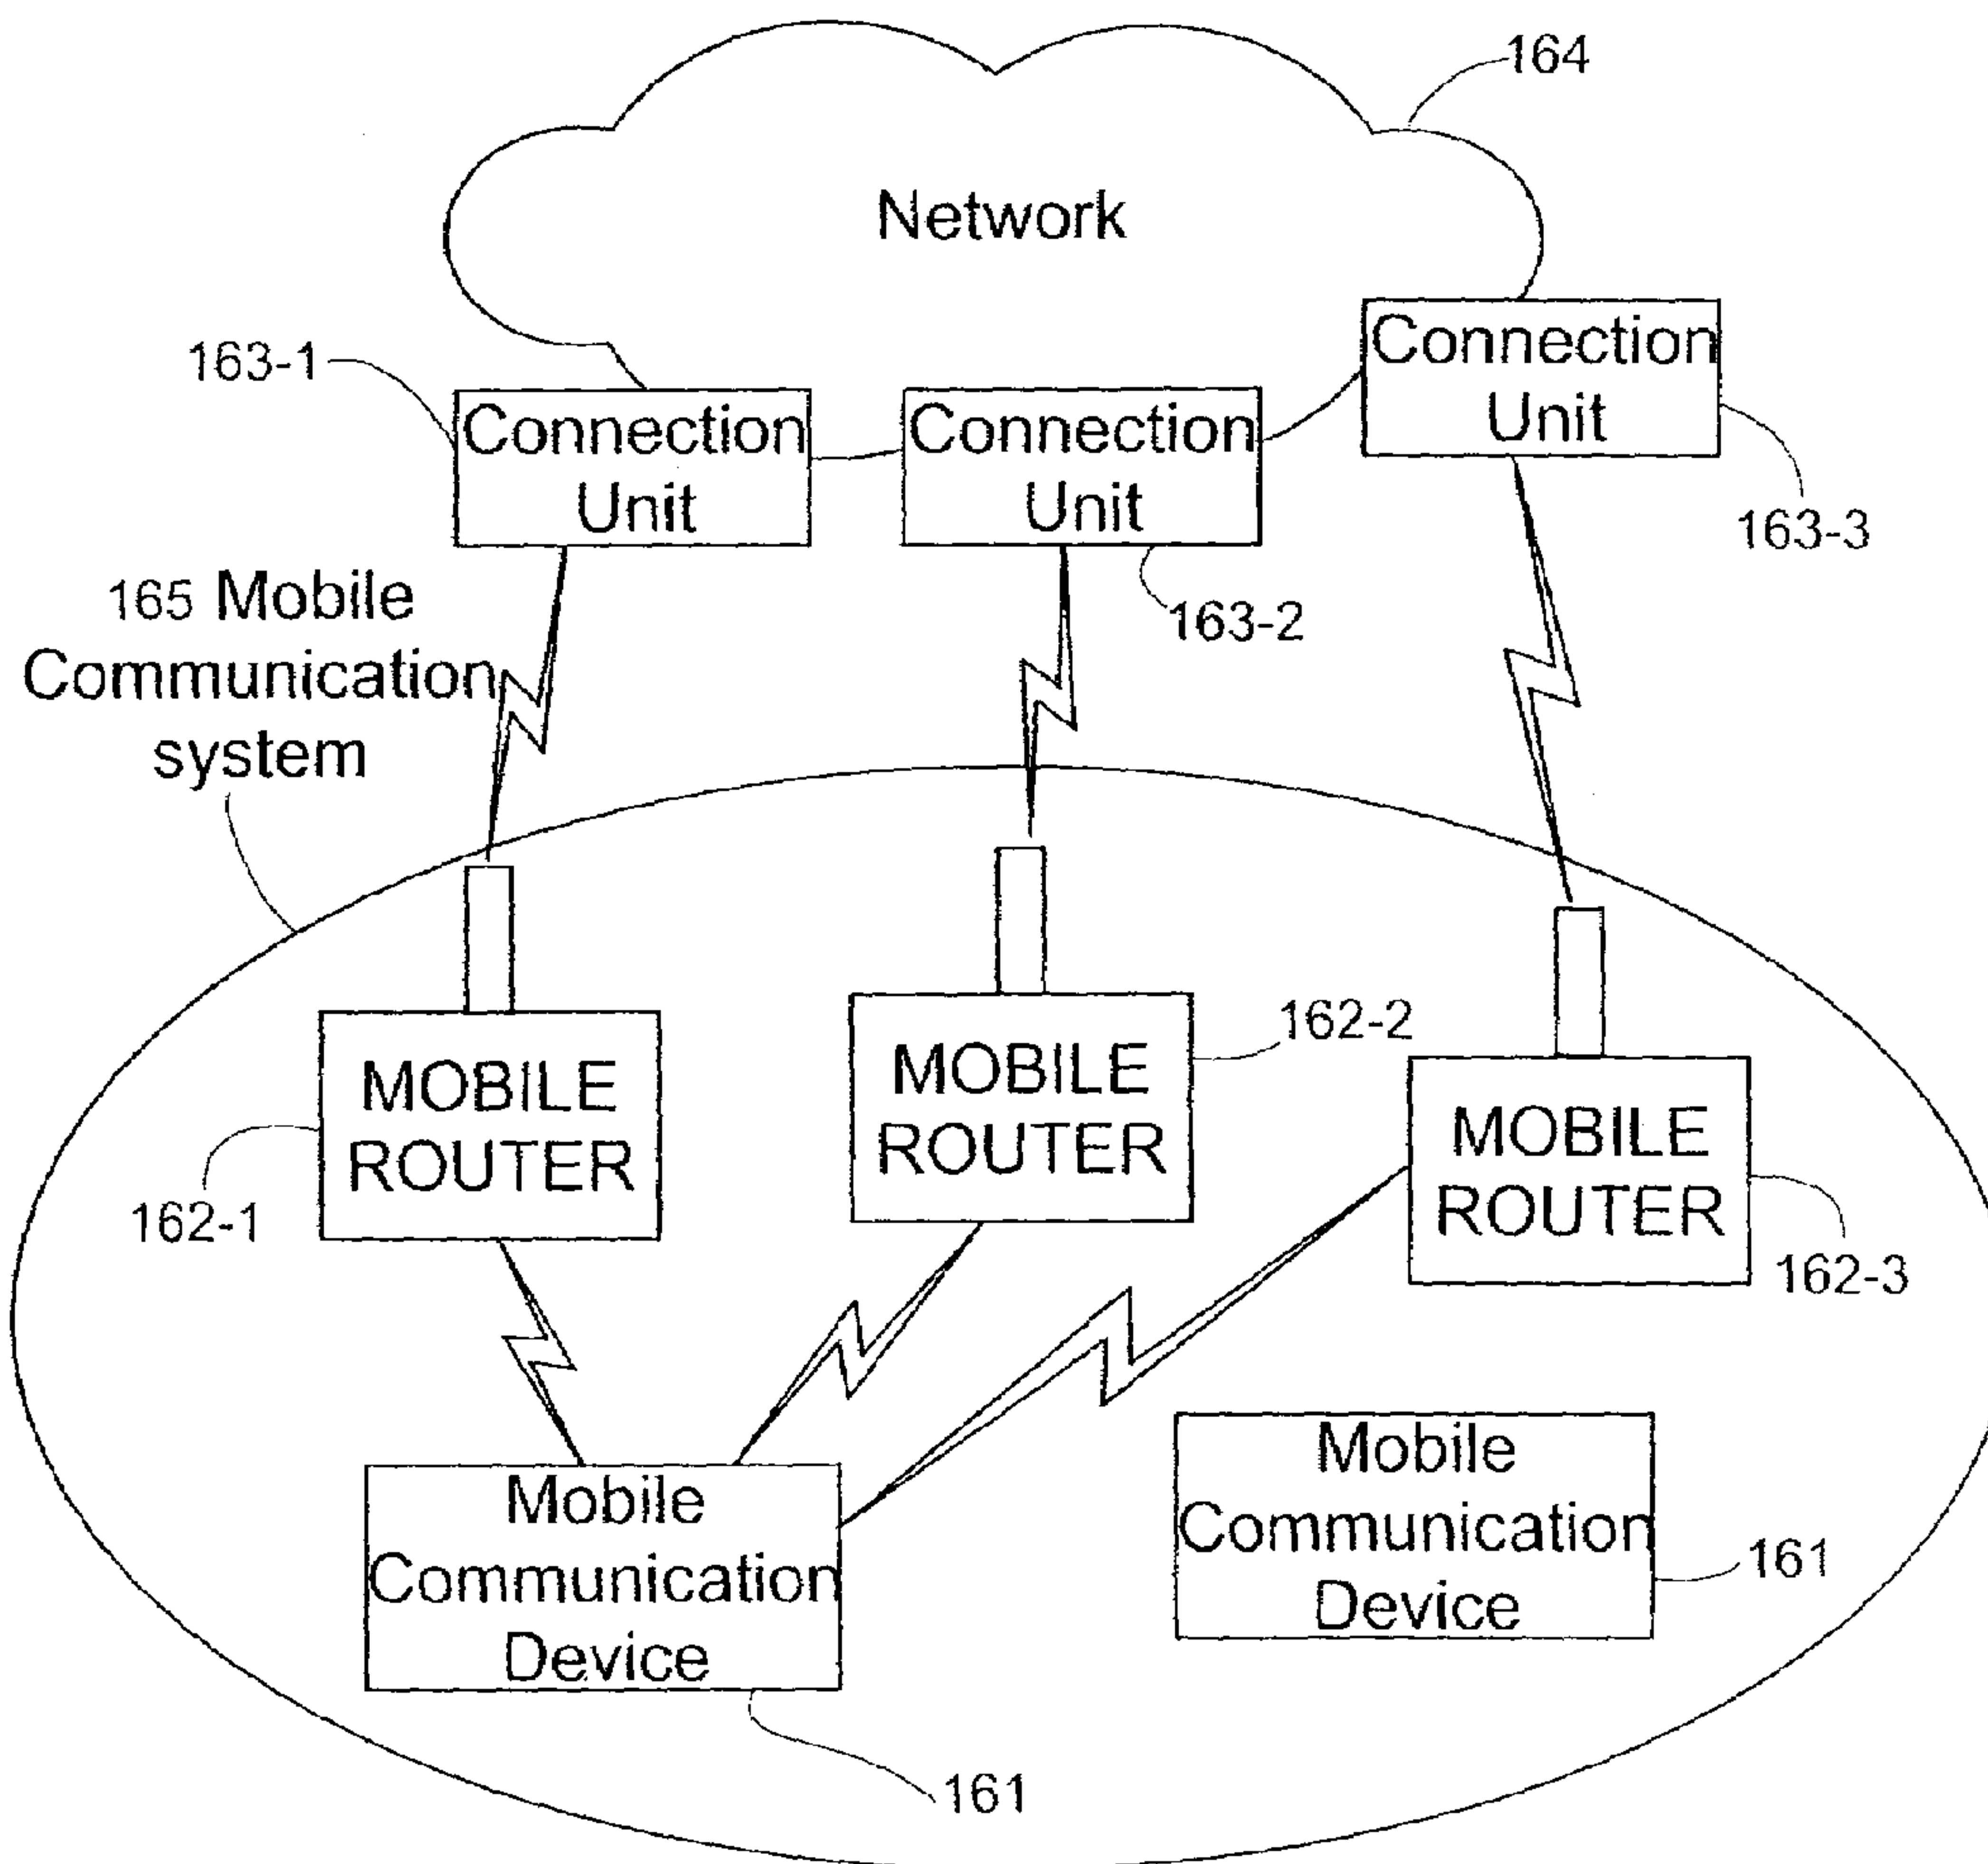 164
Network
163-1
Connection
Unit
Connection
Unit
Connection
Unit
163-3
163-2
165 Mobile
Communication
system
MOBILE
ROUTER
162-1
MOBILE
ROUTER
162-2
MOBILE
ROUTER
162-3
Mobile
Communication
Device
161
Mobile
Communication
Device
161